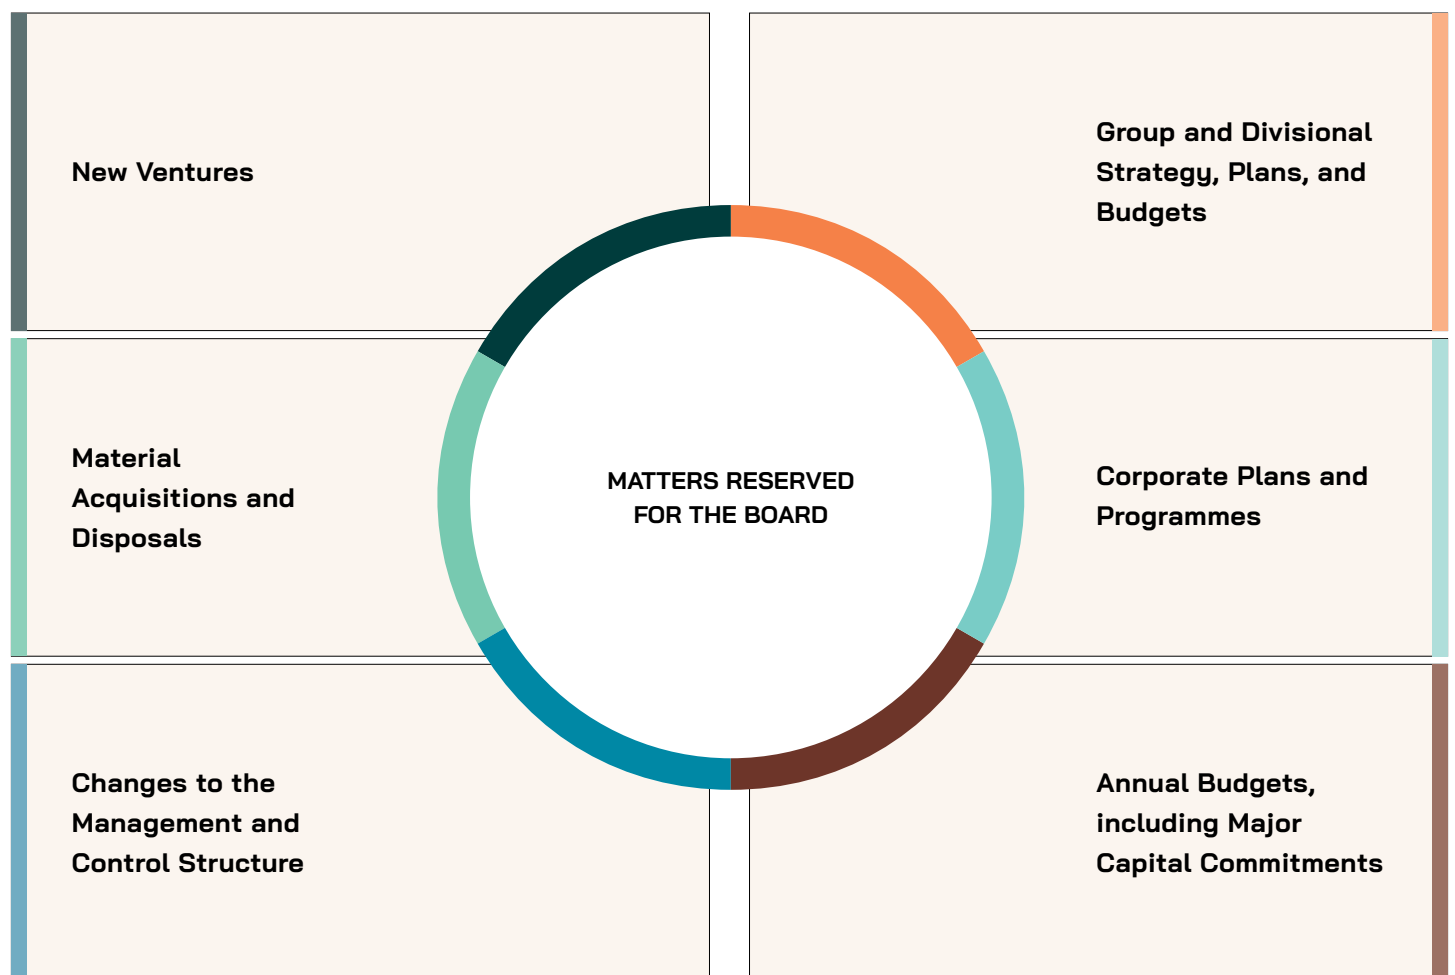 New Ventures
Group and Divisional
Strategy, Plans, and
Budgets
Material
Acquisitions and
Disposals
MATTERS RESERVED
FOR THE BOARD
Corporate Plans and
Programmes
Changes to the
Management and
Control Structure
Annual Budgets,
including Major
Capital Commitments